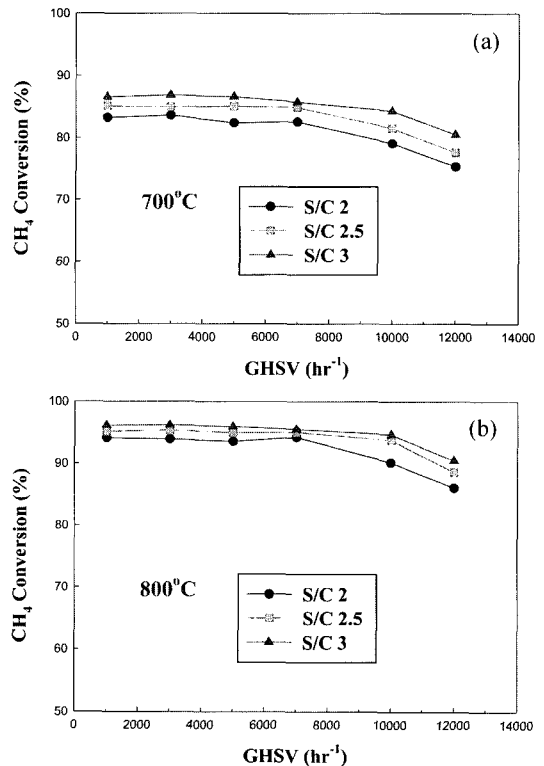 (a)
100
90
80
70
60
50
CH₄ Conversion (%)
700°C
S/C 2
S/C 2.5
S/C 3
0 2000 4000 6000 8000 10000 12000 14000
GHSV (hr⁻¹)
(b)
100
90
80
70
60
50
CH₄ Conversion (%)
800°C
S/C 2
S/C 2.5
S/C 3
0 2000 4000 6000 8000 10000 12000 14000
GHSV (hr⁻¹)